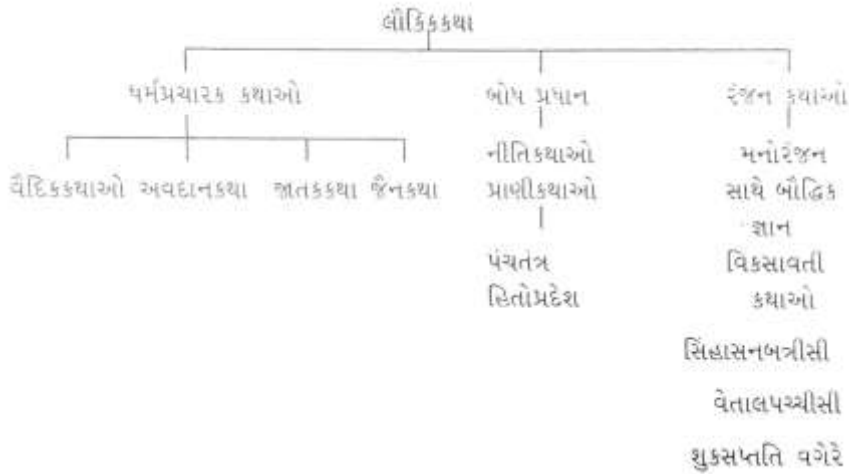 લૌકિકકથા
ધર્મપ્રચારક કથાઓ બોધ પ્રધાન રંજન કથાઓ
નીતિકથાઓ મનોરંજન
વૈદિકકથાઓ અવદાનકથા જાતકકથા જૈનકથા પ્રાણીકથાઓ સાથે બૌદ્ધિક
જ્ઞાન
પંચતંત્ર વિકસાવતી
હિતોપ્રદેશ કથાઓ
સિંહાસનબત્રીસી
વેતાલપચ્ચીસી
શુકસપ્તતિ વગેરે